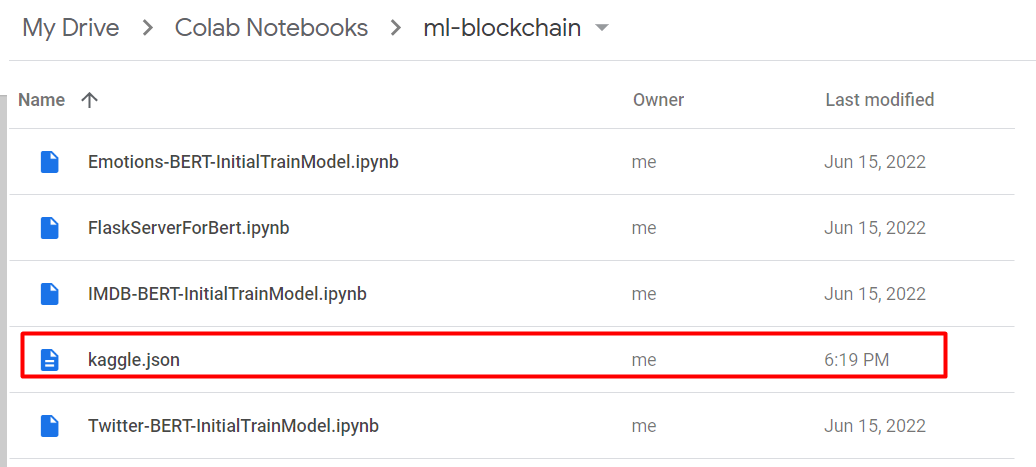 My Drive > Colab Notebooks > ml-blockchain
Name Owner Last modified
Emotions-BERT-InitialTrainModel.ipynb me Jun 15, 2022
FlaskServerForBert.ipynb me Jun 15, 2022
IMDB-BERT-InitialTrainModel.ipynb me Jun 15, 2022
kaggle.json me 6:19 PM
Twitter-BERT-InitialTrainModel.ipynb me Jun 15, 2022